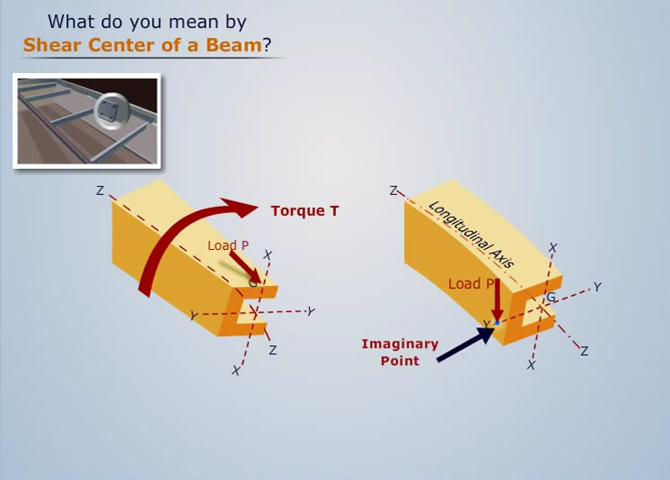 What do you mean by
Shear Center of a Beam?
Z
Torque T
Load P
X
G
Y
Y
Z
X
Z
Longitudinal Axis
X
Load P
G
Y
Y
Imaginary
Point
Z
X